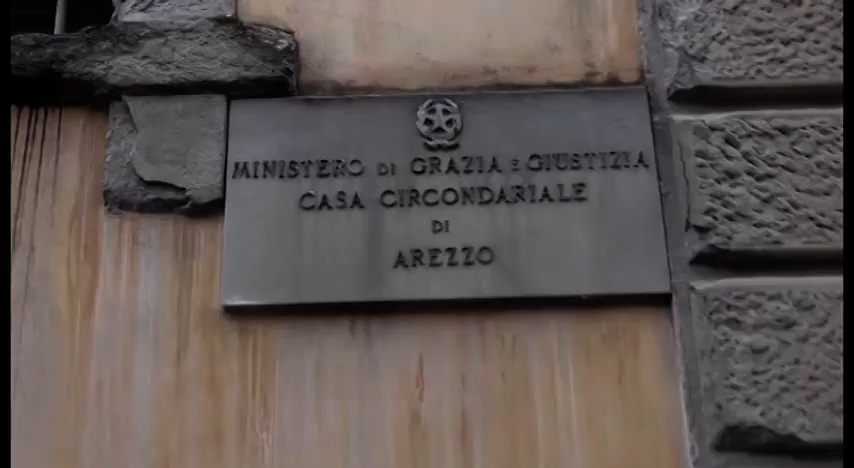 MINISTERO DI GRAZIA E GIUSTIZIA
CASA CIRCONDARIALE
DI
AREZZO